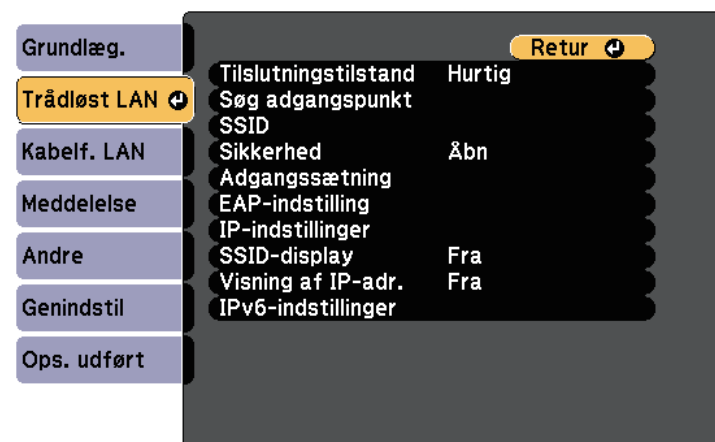 Grundlæg.
Trådløst LAN
Kabelf. LAN
Meddelelse
Andre
Genindstil
Ops. udført
Retur
Tilslutningstilstand Hurtig
Søg adgangspunkt
SSID
Sikkerhed Åbn
Adgangssætning
EAP-indstilling
IP-indstillinger
SSID-display Fra
Visning af IP-adr. Fra
IPv6-indstillinger